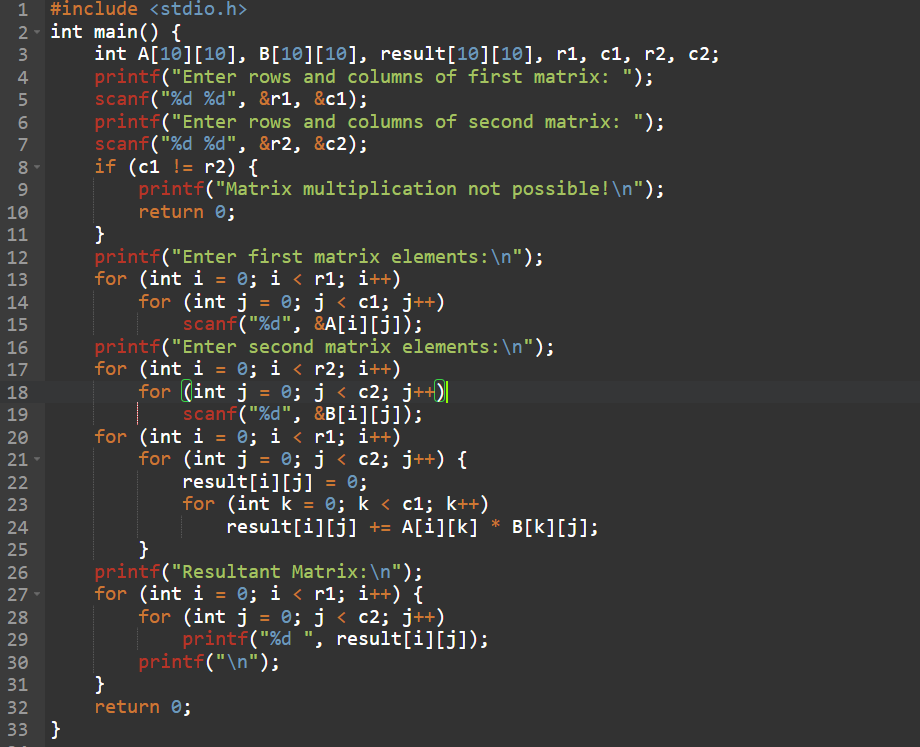 1 #include <stdio.h>
2 int main() {
3     int A[10][10], B[10][10], result[10][10], r1, c1, r2, c2;
4     printf("Enter rows and columns of first matrix: ");
5     scanf("%d %d", &r1, &c1);
6     printf("Enter rows and columns of second matrix: ");
7     scanf("%d %d", &r2, &c2);
8     if (c1 != r2) {
9         printf("Matrix multiplication not possible!\n");
10         return 0;
11     }
12     printf("Enter first matrix elements:\n");
13     for (int i = 0; i < r1; i++)
14         for (int j = 0; j < c1; j++)
15             scanf("%d", &A[i][j]);
16     printf("Enter second matrix elements:\n");
17     for (int i = 0; i < r2; i++)
18         for (int j = 0; j < c2; j++)
19             scanf("%d", &B[i][j]);
20     for (int i = 0; i < r1; i++)
21         for (int j = 0; j < c2; j++) {
22             result[i][j] = 0;
23             for (int k = 0; k < c1; k++)
24                 result[i][j] += A[i][k] * B[k][j];
25         }
26     printf("Resultant Matrix:\n");
27     for (int i = 0; i < r1; i++) {
28         for (int j = 0; j < c2; j++)
29             printf("%d ", result[i][j]);
30         printf("\n");
31     }
32     return 0;
33 }